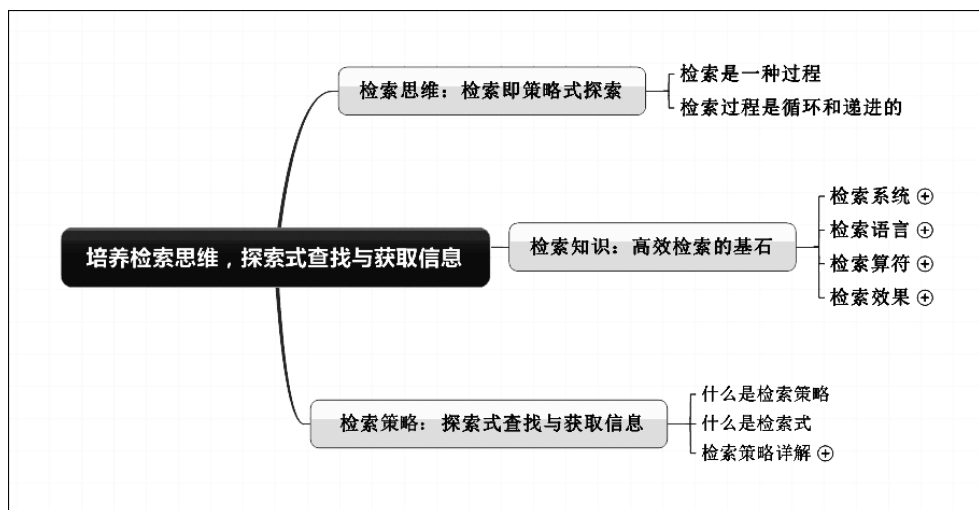 培养检索思维，探索式查找与获取信息
检索思维：检索即策略式探索
检索是一种过程
检索过程是循环和递进的
检索知识：高效检索的基石
检索系统
检索语言
检索算符
检索效果
检索策略：探索式查找与获取信息
什么是检索策略
什么是检索式
检索策略详解